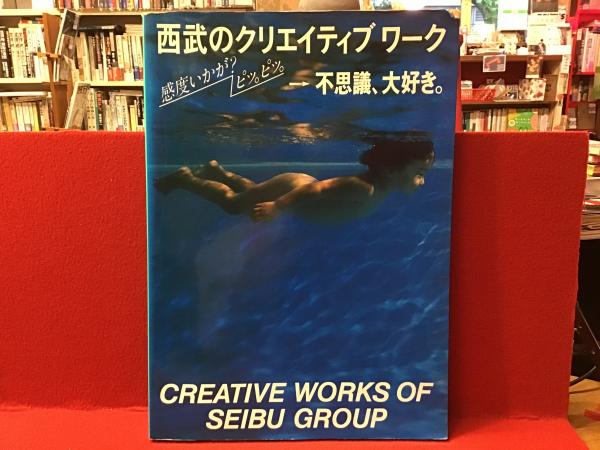 西武のクリエイティブ ワーク
感度いかが?
ピッ。ピッ。
→ 不思議、大好き。
CREATIVE WORKS OF
SEIBU GROUP